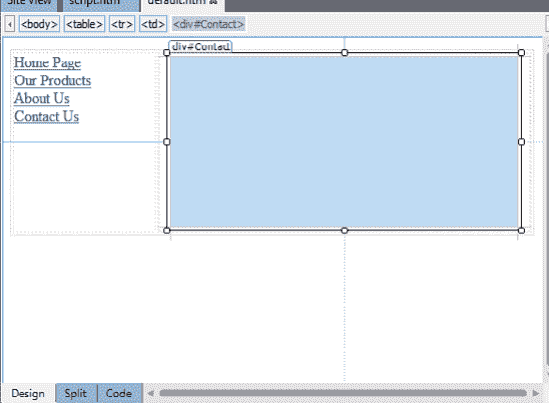 Site View script.htm default.htm
<body> <table> <tr> <td> <div#Contact>
div#Contact
Home Page
Our Products
About Us
Contact Us
Design Split Code